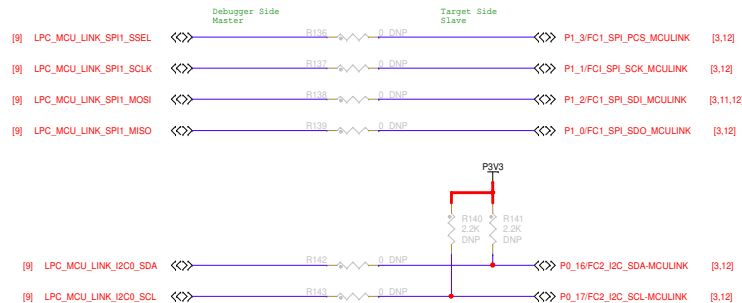 Debugger Side Target Side
Master Slave
[9] LPC_MCU_LINK_SPI1_SSEL R136 0 DNP P1_3/FC1_SPI_PCS_MCULINK [3,12]
[9] LPC_MCU_LINK_SPI1_SCLK R137 0 DNP P1_1/FCI_SPI_SCK_MCULINK [3,12]
[9] LPC_MCU_LINK_SPI1_MOSI R138 0 DNP P1_2/FC1_SPI_SDI_MCULINK [3,11,12
[9] LPC_MCU_LINK_SPI1_MISO R139 0 DNP P1_0/FC1_SPI_SDO_MCULINK [3,12]
P3V3
R140 R141
2.2K 2.2K
DNP DNP
[9] LPC_MCU_LINK_I2C0_SDA R142 0 DNP P0_16/FC2_I2C_SDA-MCULINK [3,12]
[9] LPC_MCU_LINK_I2C0_SCL R143 0 DNP P0_17/FC2_I2C_SCL-MCULINK [3,12]